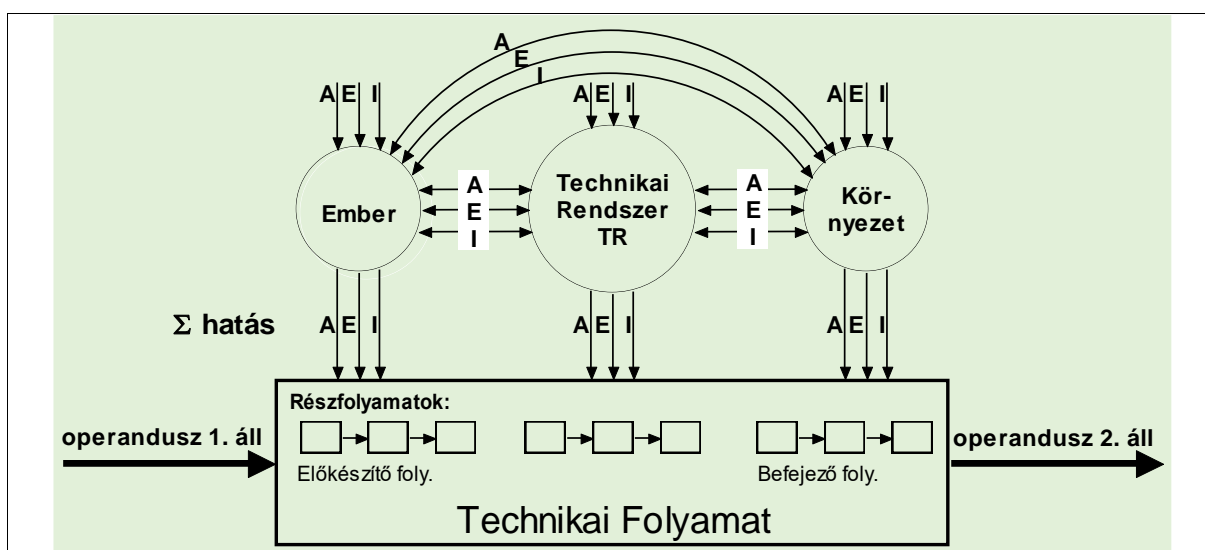 A
E
I
A E I
A E I
A E I
Ember
A
E
I
Technikai
Rendszer
TR
A
E
I
Kör-
nyezet
Σ hatás
A E I
A E I
A E I
Részfolyamatok:
operandusz 1. áll
operandusz 2. áll
Előkészítő foly.
Befejező foly.
Technikai Folyamat